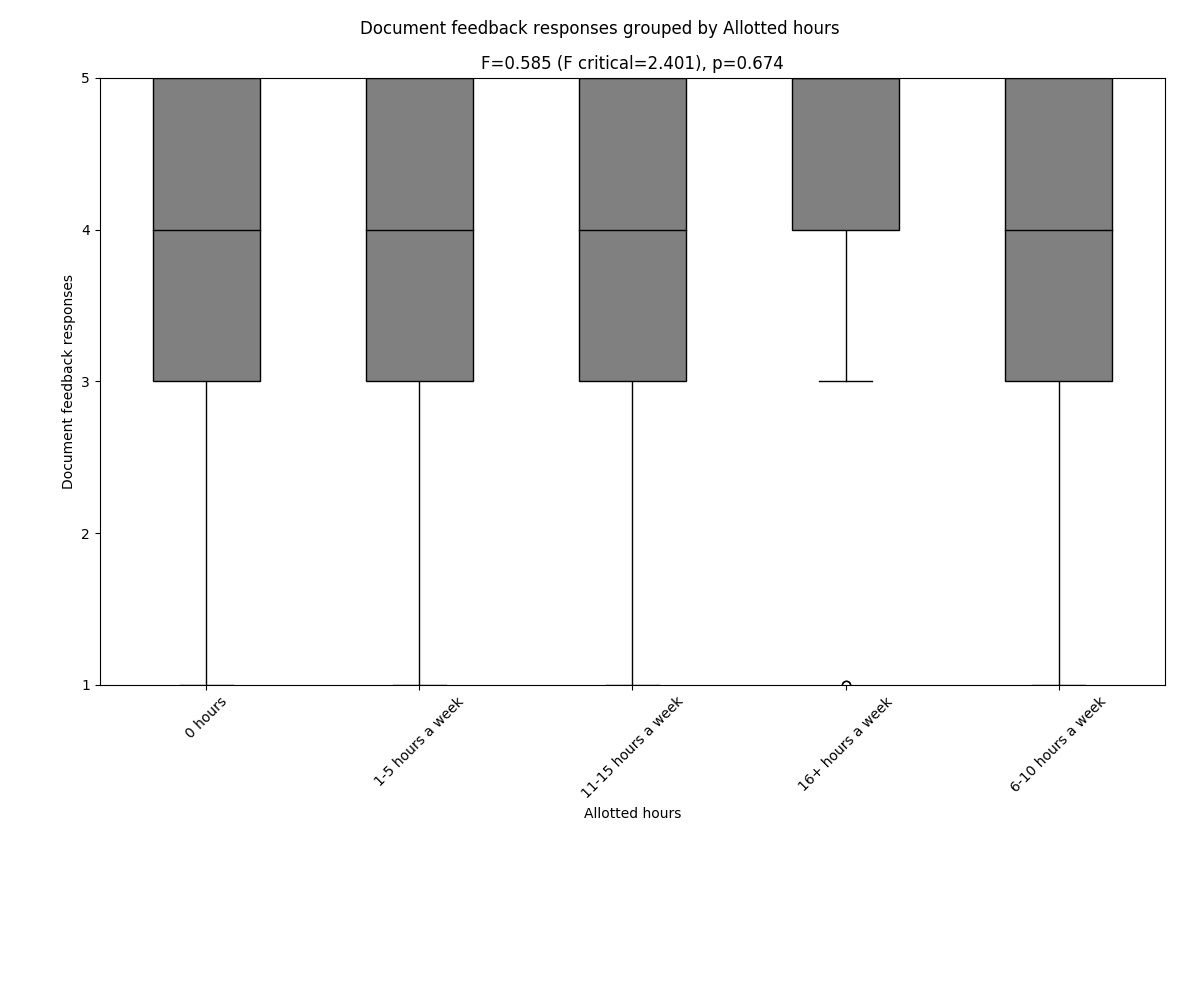 Document feedback responses grouped by Allotted hours
F=0.585 (F critical=2.401), p=0.674
5
4
3
2
1
Document feedback responses
0 hours
1-5 hours a week
11-15 hours a week
16+ hours a week
6-10 hours a week
Allotted hours